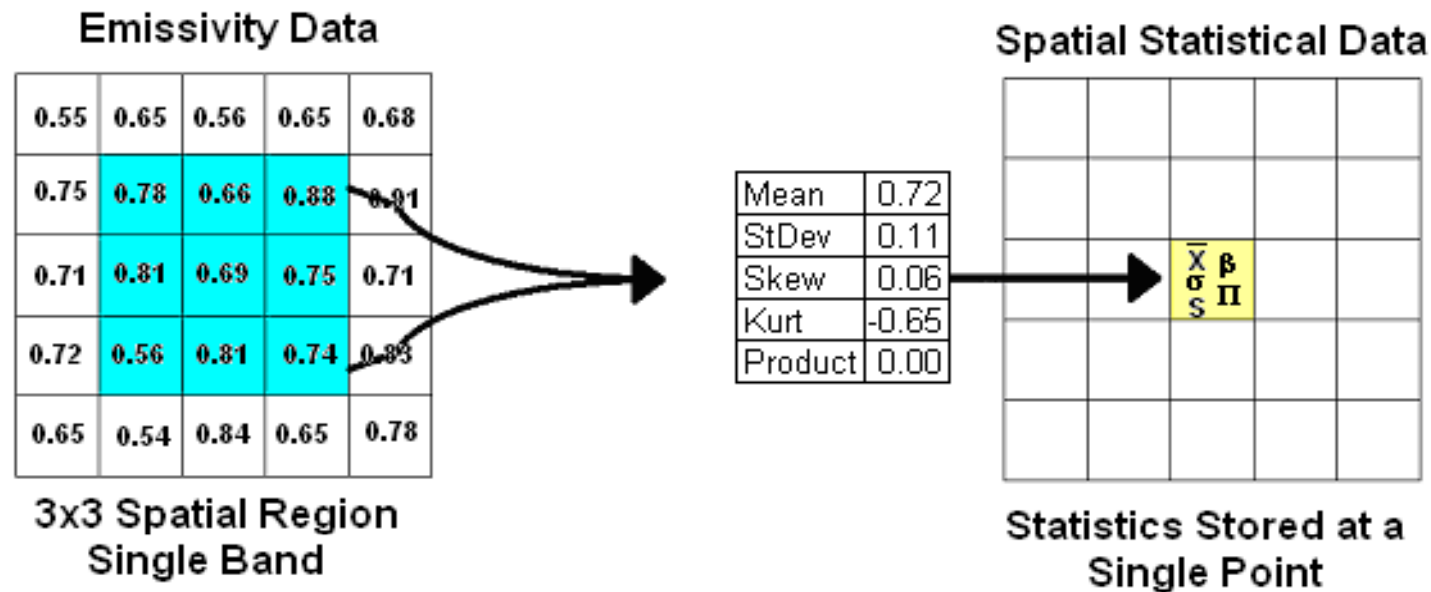 Emissivity Data
0.55 0.65 0.56 0.65 0.68
0.75 0.78 0.66 0.88 0.91
0.71 0.81 0.69 0.75 0.71
0.72 0.56 0.81 0.74 0.83
0.65 0.54 0.84 0.65 0.78
3x3 Spatial Region
Single Band
Mean 0.72
StDev 0.11
Skew 0.06
Kurt -0.65
Product 0.00
Spatial Statistical Data
X̅ β
σ Π
S
Statistics Stored at a
Single Point